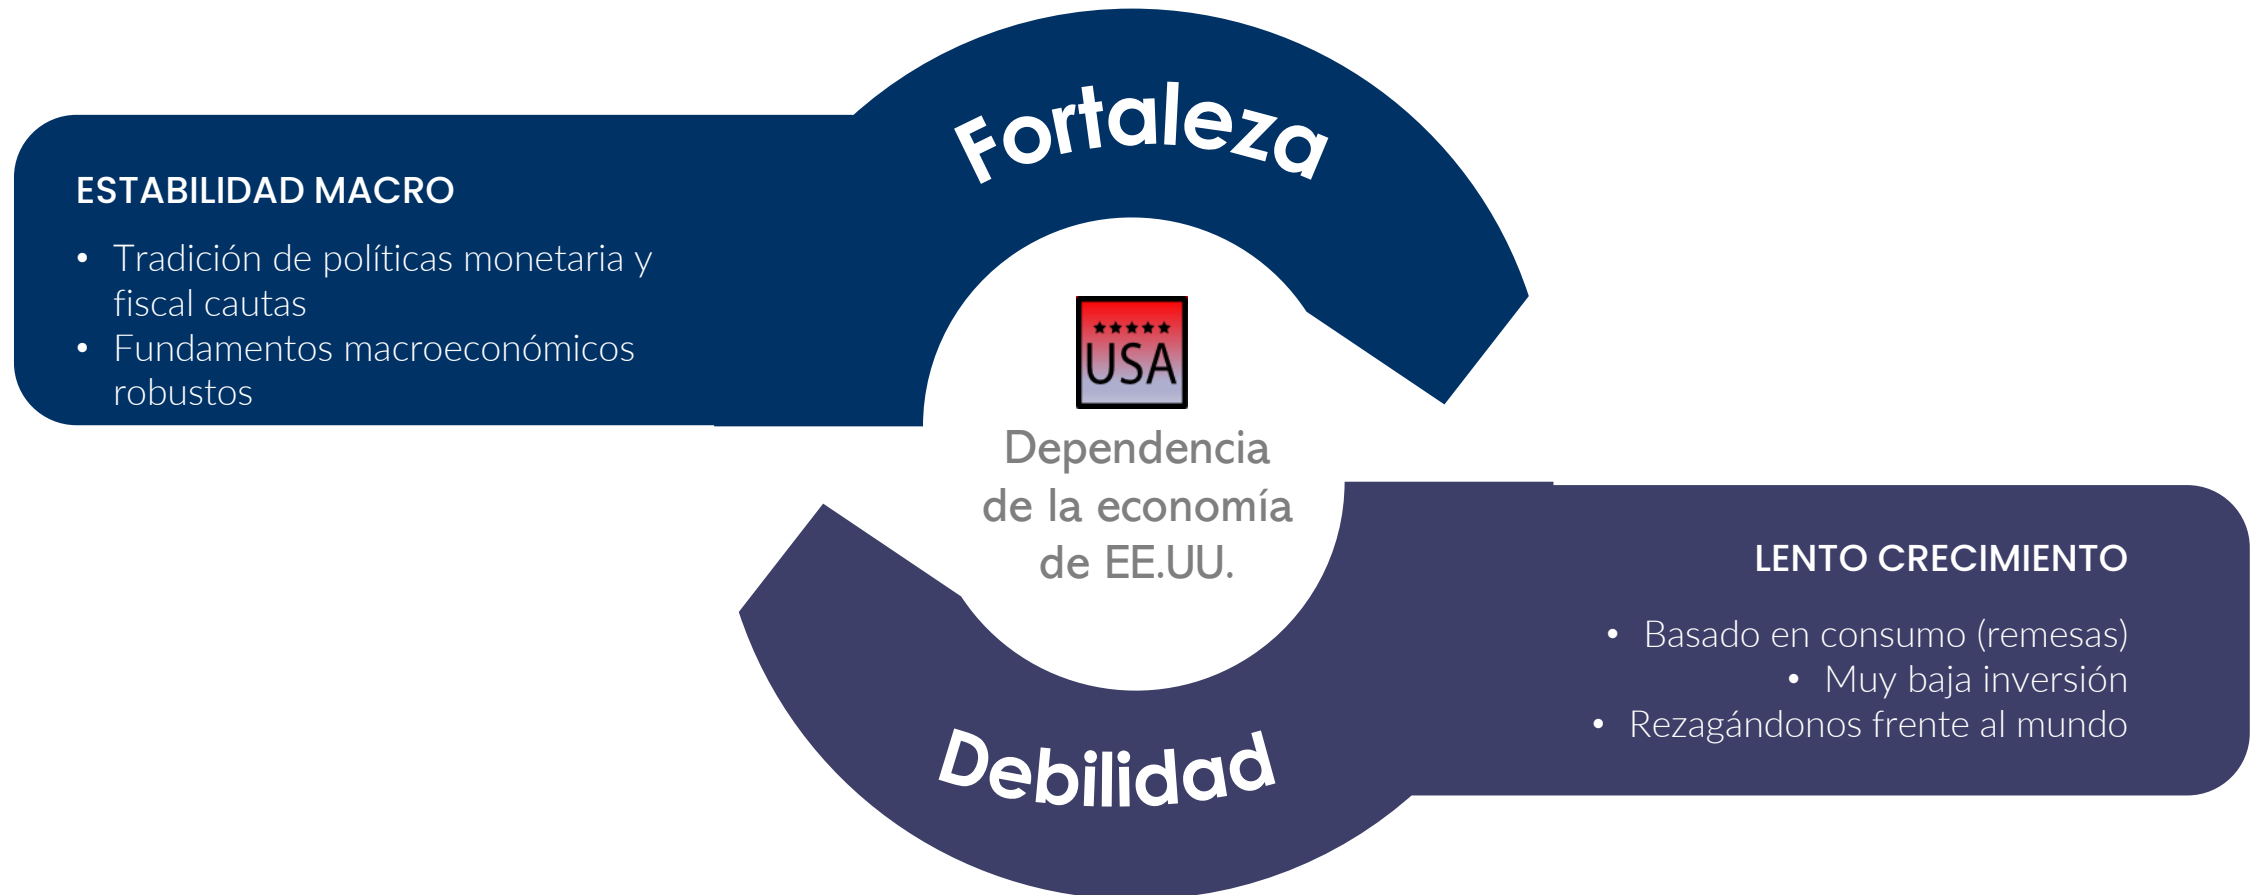 Fortaleza
ESTABILIDAD MACRO
• Tradición de políticas monetaria y
fiscal cautas
• Fundamentos macroeconómicos
robustos
★★★★★
USA
Dependencia
de la economía
de EE.UU.
LENTO CRECIMIENTO
• Basado en consumo (remesas)
• Muy baja inversión
• Rezagándonos frente al mundo
Debilidad